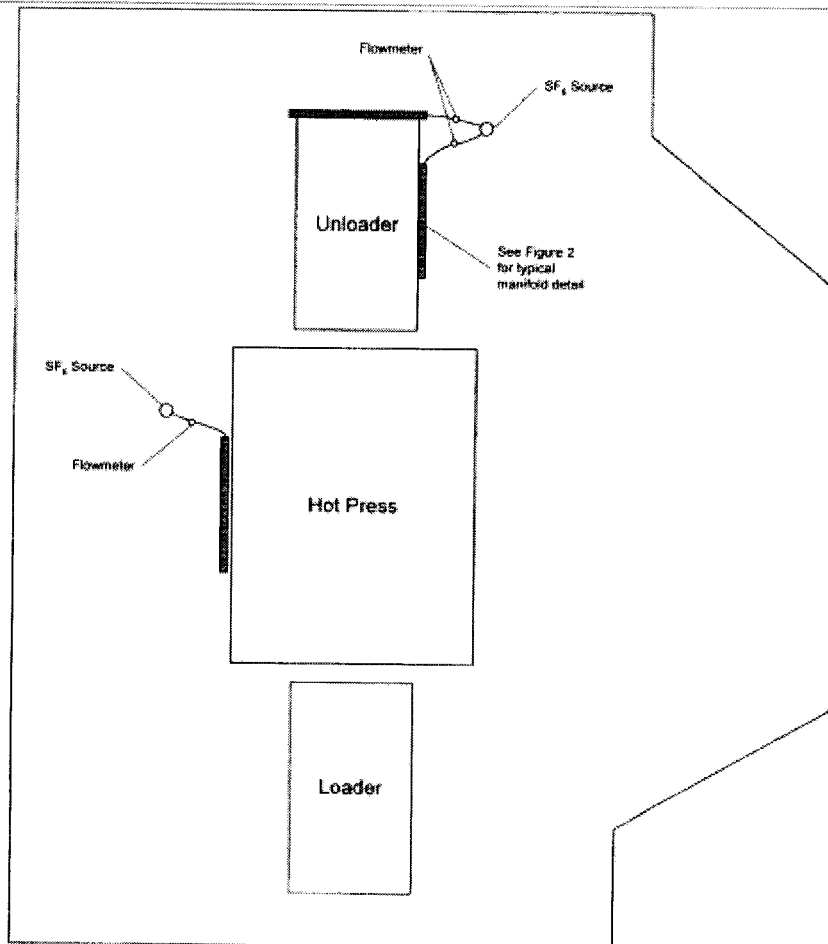 Flowmeter
SF₆ Source
Unloader
See Figure 2
for typical
manifold detail
SF₆ Source
Flowmeter
Hot Press
Loader